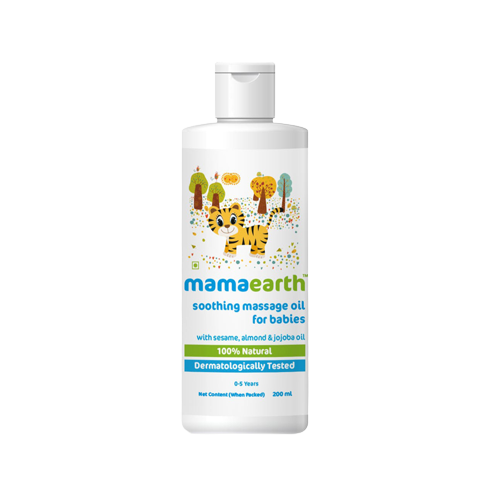 mamaearth™
soothing massage oil
for babies
with sesame, almond & jojoba oil
100% Natural
Dermatologically Tested
0-5 Years
Net Content (When Packed) 200 ml